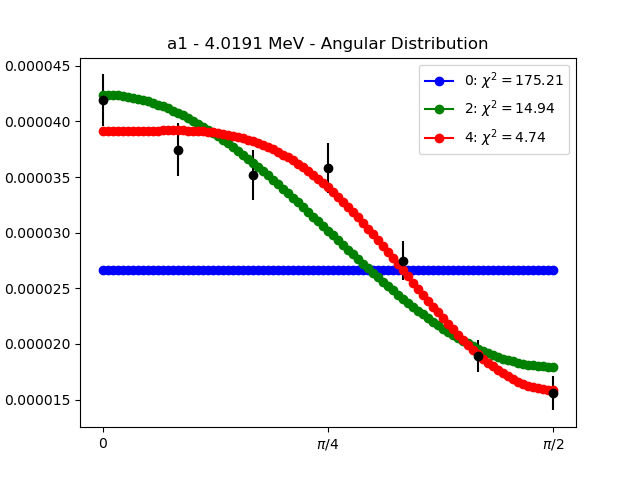 a1 - 4.0191 MeV - Angular Distribution
0.000045
0.000040
0.000035
0.000030
0.000025
0.000020
0.000015
0: χ² = 175.21
2: χ² = 14.94
4: χ² = 4.74
0
π/4
π/2